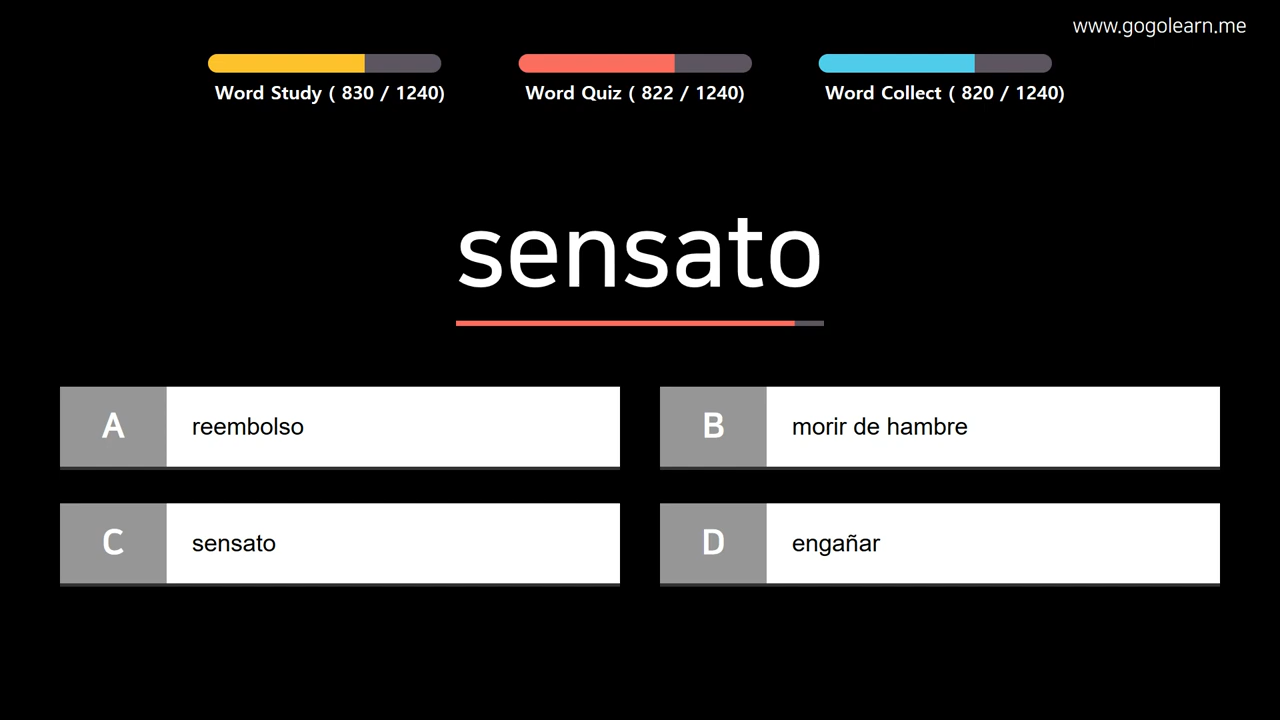 www.gogolearn.me
Word Study ( 830 / 1240)
Word Quiz ( 822 / 1240)
Word Collect ( 820 / 1240)
sensato
A reembolso
B morir de hambre
C sensato
D engañar